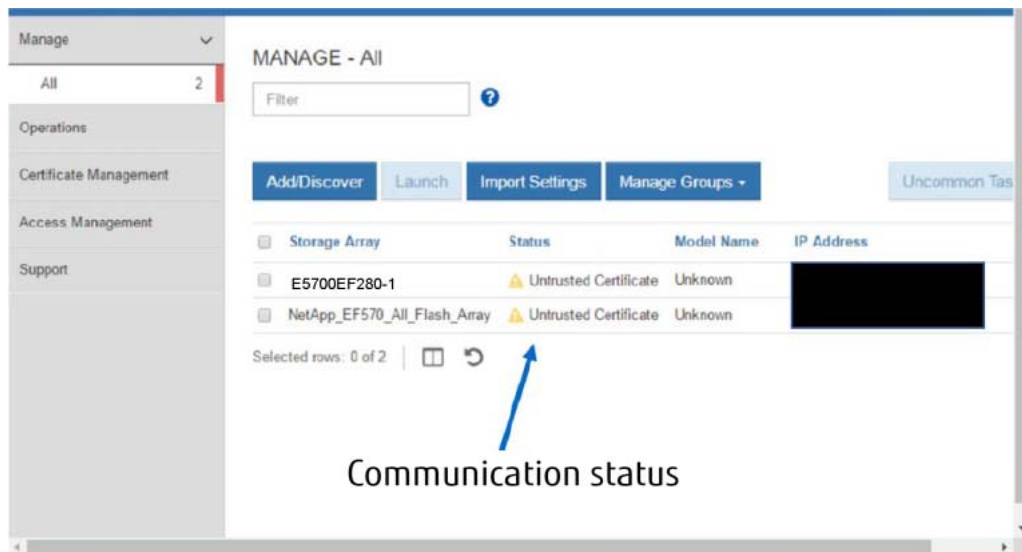 Manage
All 2
Operations
Certificate Management
Access Management
Support
MANAGE - All
Filter
?
Add/Discover Launch Import Settings Manage Groups Uncommon Tas
Storage Array Status Model Name IP Address
E5700EF280-1 Untrusted Certificate Unknown
NetApp_EF570_All_Flash_Array Untrusted Certificate Unknown
Selected rows: 0 of 2
Communication status